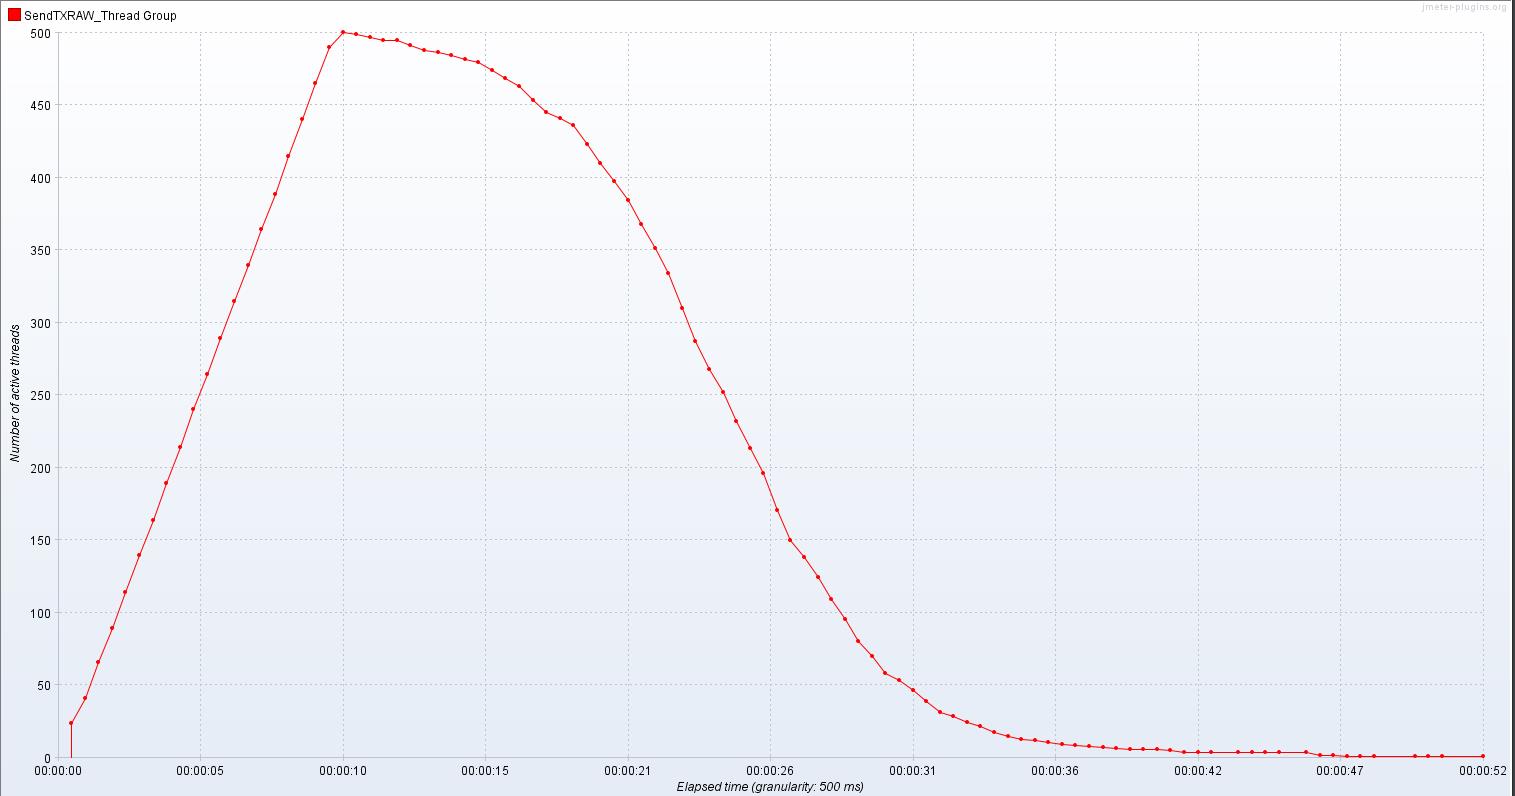 jmeter-plugins.org
SendTXRAW_Thread Group
500
450
400
350
300
250
200
150
100
50
0
Number of active threads
00:00:00 00:00:05 00:00:10 00:00:15 00:00:21 00:00:26 00:00:31 00:00:36 00:00:42 00:00:47 00:00:52
Elapsed time (granularity: 500 ms)